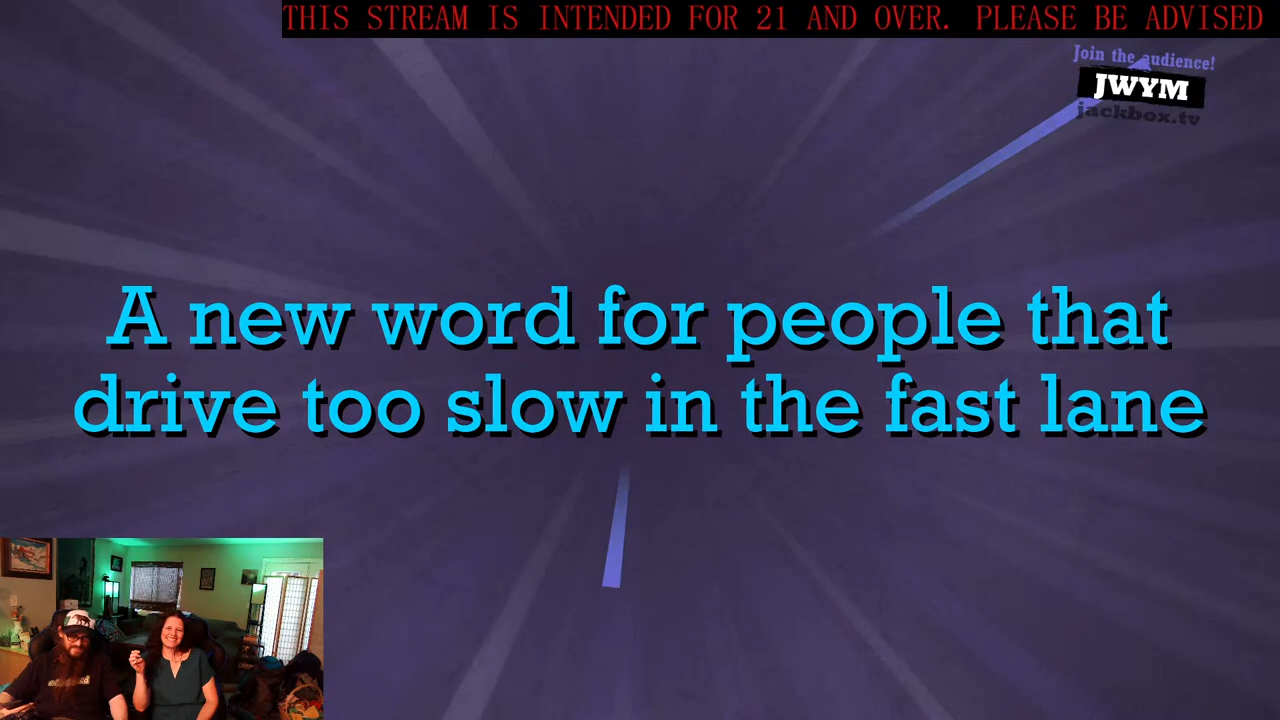 THIS STREAM IS INTENDED FOR 21 AND OVER. PLEASE BE ADVISED
Join the audience!
JWYM
jackbox.tv
A new word for people that
drive too slow in the fast lane